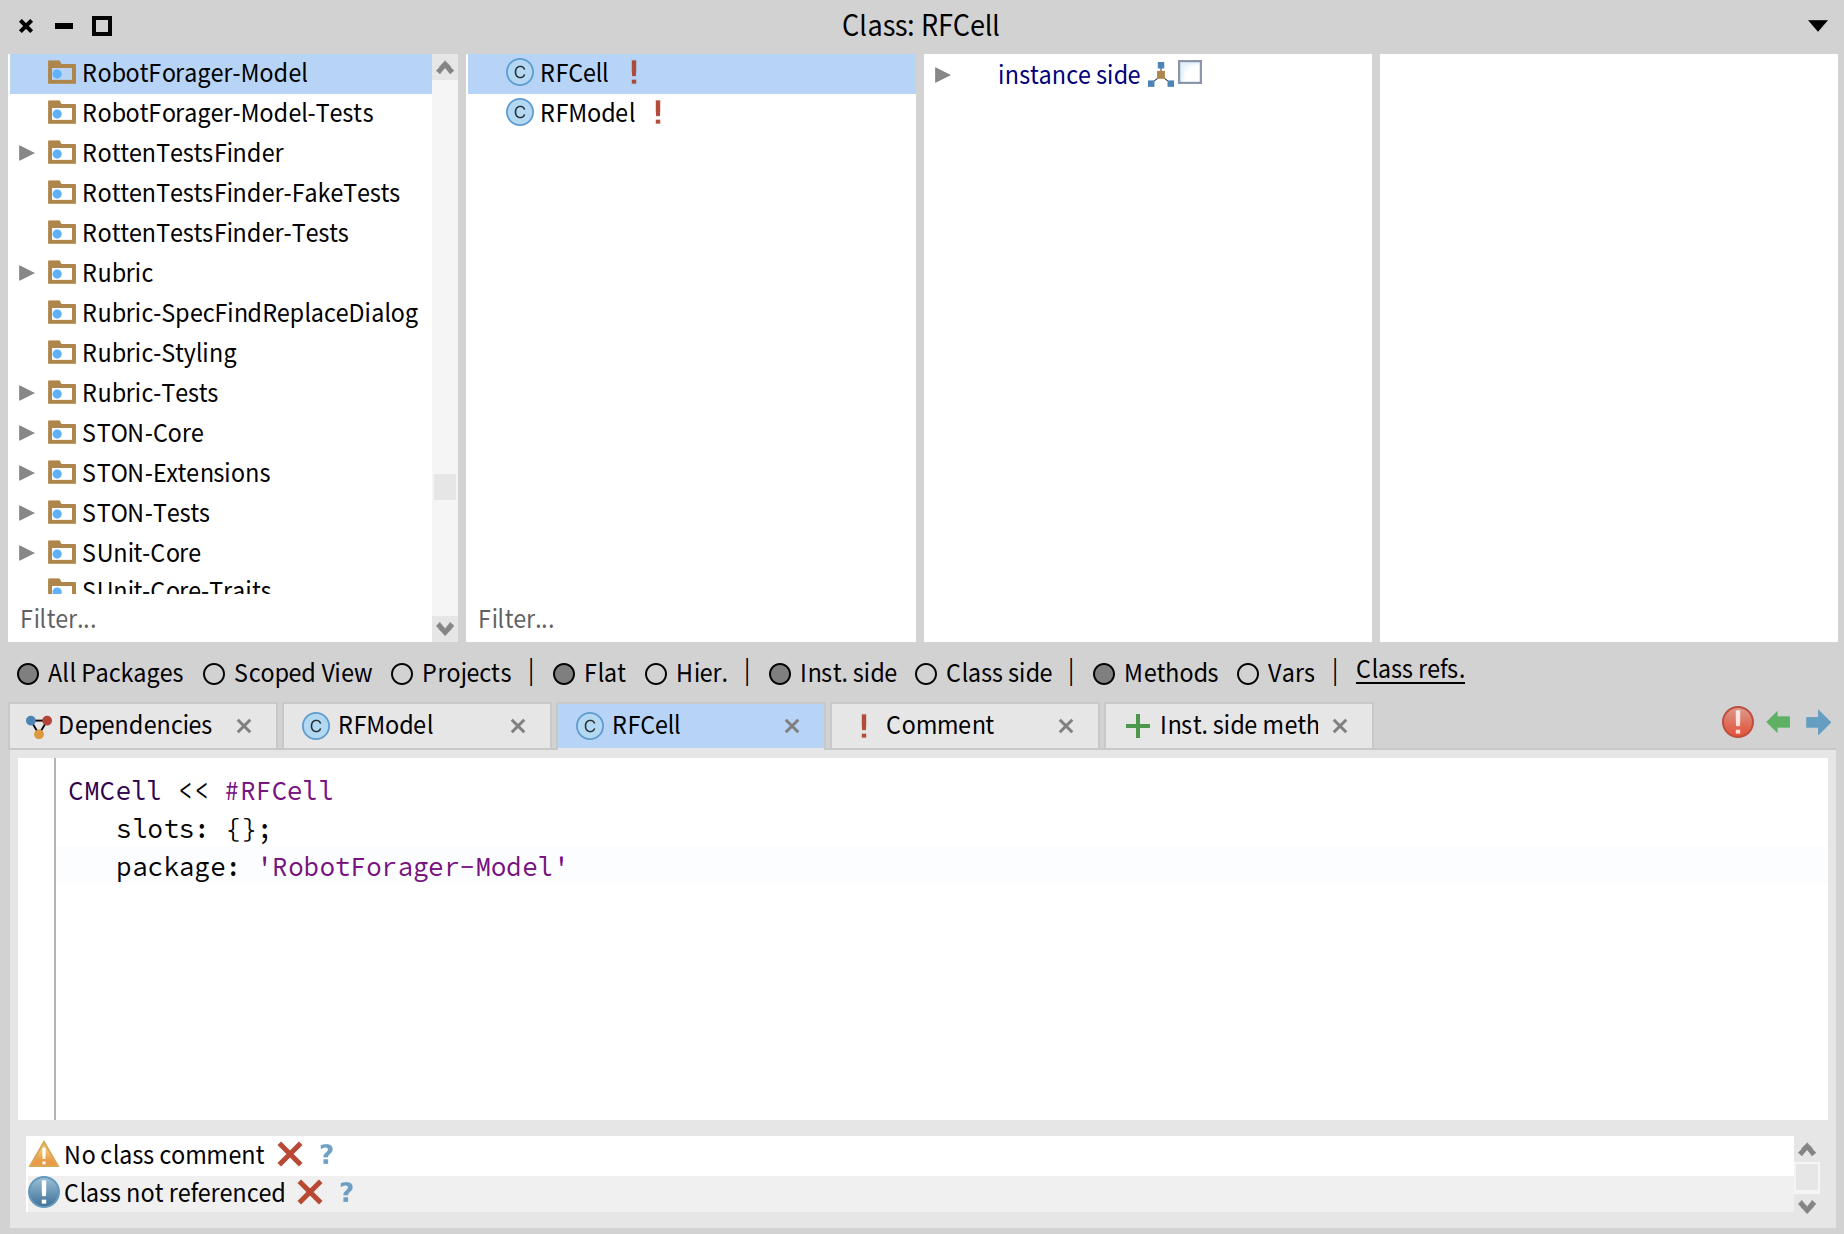 Class: RFCell
RobotForager-Model
RobotForager-Model-Tests
RottenTestsFinder
RottenTestsFinder-FakeTests
RottenTestsFinder-Tests
Rubric
Rubric-SpecFindReplaceDialog
Rubric-Styling
Rubric-Tests
STON-Core
STON-Extensions
STON-Tests
SUnit-Core
SUnit-Core-Traits
Filter...
C RFCell !
C RFModel !
Filter...
instance side
All Packages Scoped View Projects | Flat Hier. | Inst. side Class side | Methods Vars | Class refs.
Dependencies C RFModel C RFCell ! Comment Inst. side meth
CMCell << #RFCell
slots: {};
package: 'RobotForager-Model'
No class comment ?
Class not referenced ?